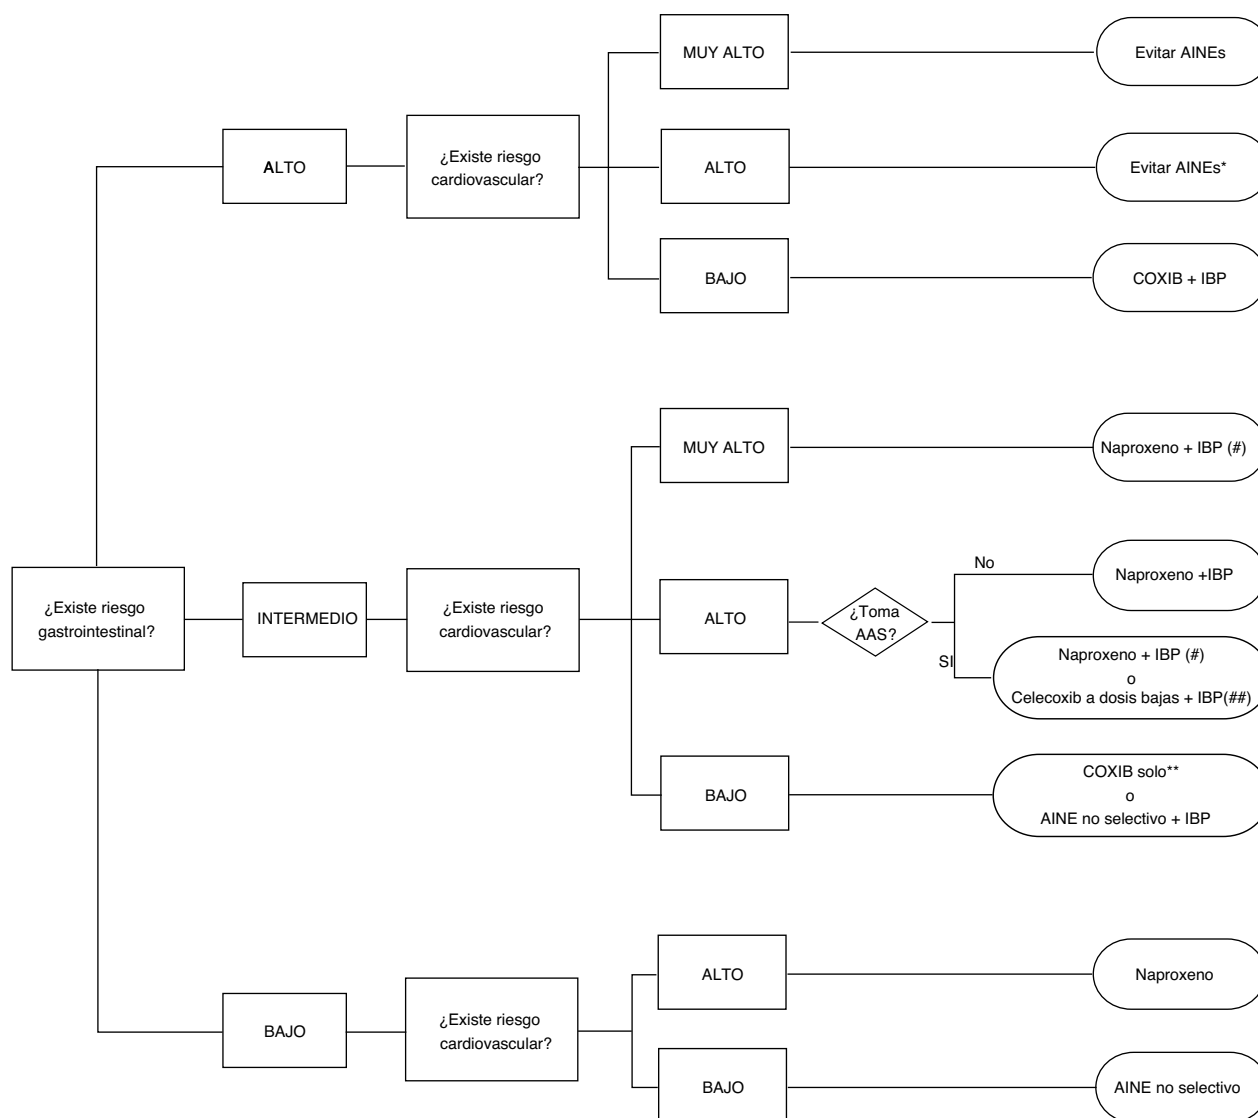 MUY ALTO
Evitar AINEs
ALTO
¿Existe riesgo
cardiovascular?
ALTO
Evitar AINEs*
BAJO
COXIB + IBP
MUY ALTO
Naproxeno + IBP (#)
¿Existe riesgo
gastrointestinal?
INTERMEDIO
¿Existe riesgo
cardiovascular?
ALTO
¿Toma
AAS?
No
Naproxeno +IBP
SI
Naproxeno + IBP (#)
o
Celecoxib a dosis bajas + IBP(##)
BAJO
COXIB solo**
o
AINE no selectivo + IBP
BAJO
¿Existe riesgo
cardiovascular?
ALTO
Naproxeno
BAJO
AINE no selectivo